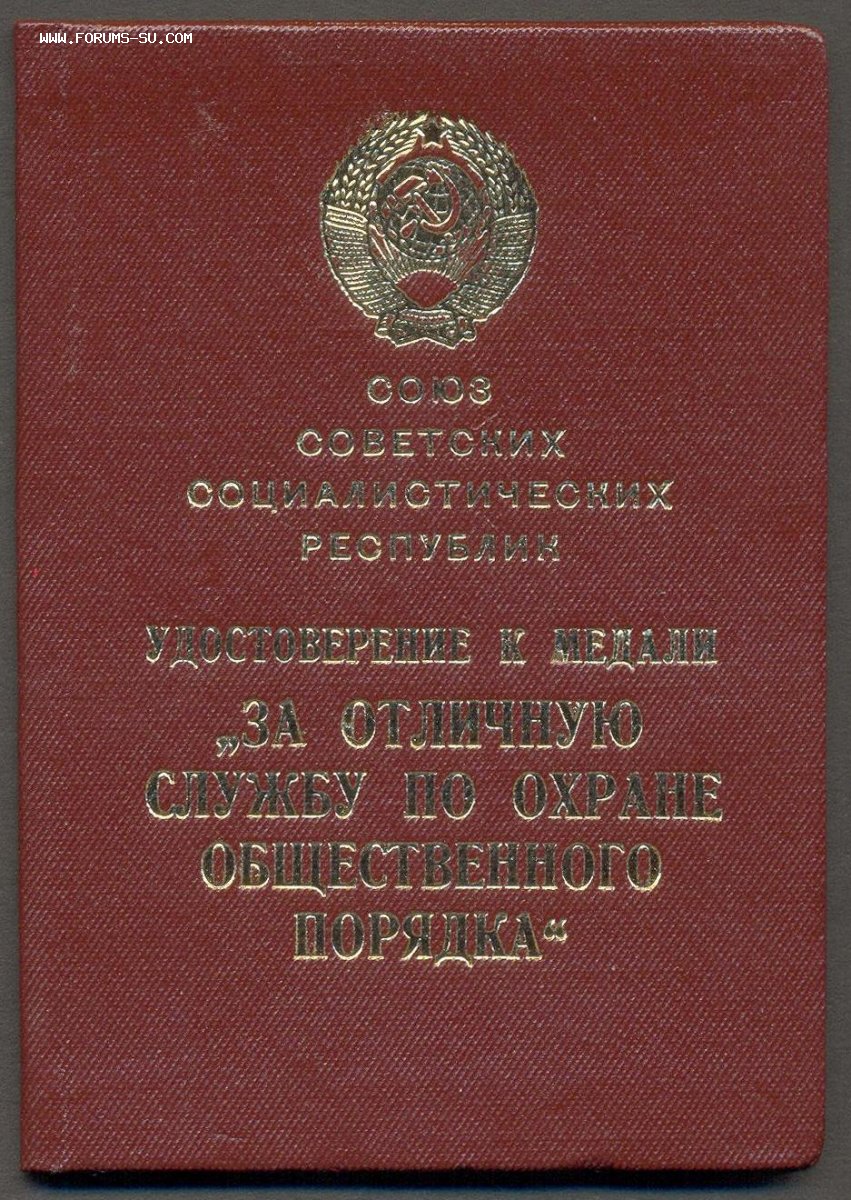 WWW.FORUMS-SU.COM
СОЮЗ
СОВЕТСКИХ
СОЦИАЛИСТИЧЕСКИХ
РЕСПУБЛИК
УДОСТОВЕРЕНИЕ К МЕДАЛИ
„ЗА ОТЛИЧНУЮ
СЛУЖБУ ПО ОХРАНЕ
ОБЩЕСТВЕННОГО
ПОРЯДКА“